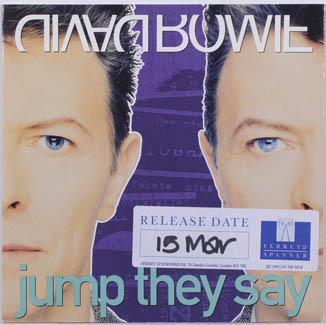 DAVID BOWIE
RELEASE DATE
15 Mar
FERRET &
SPANNER
jump they say